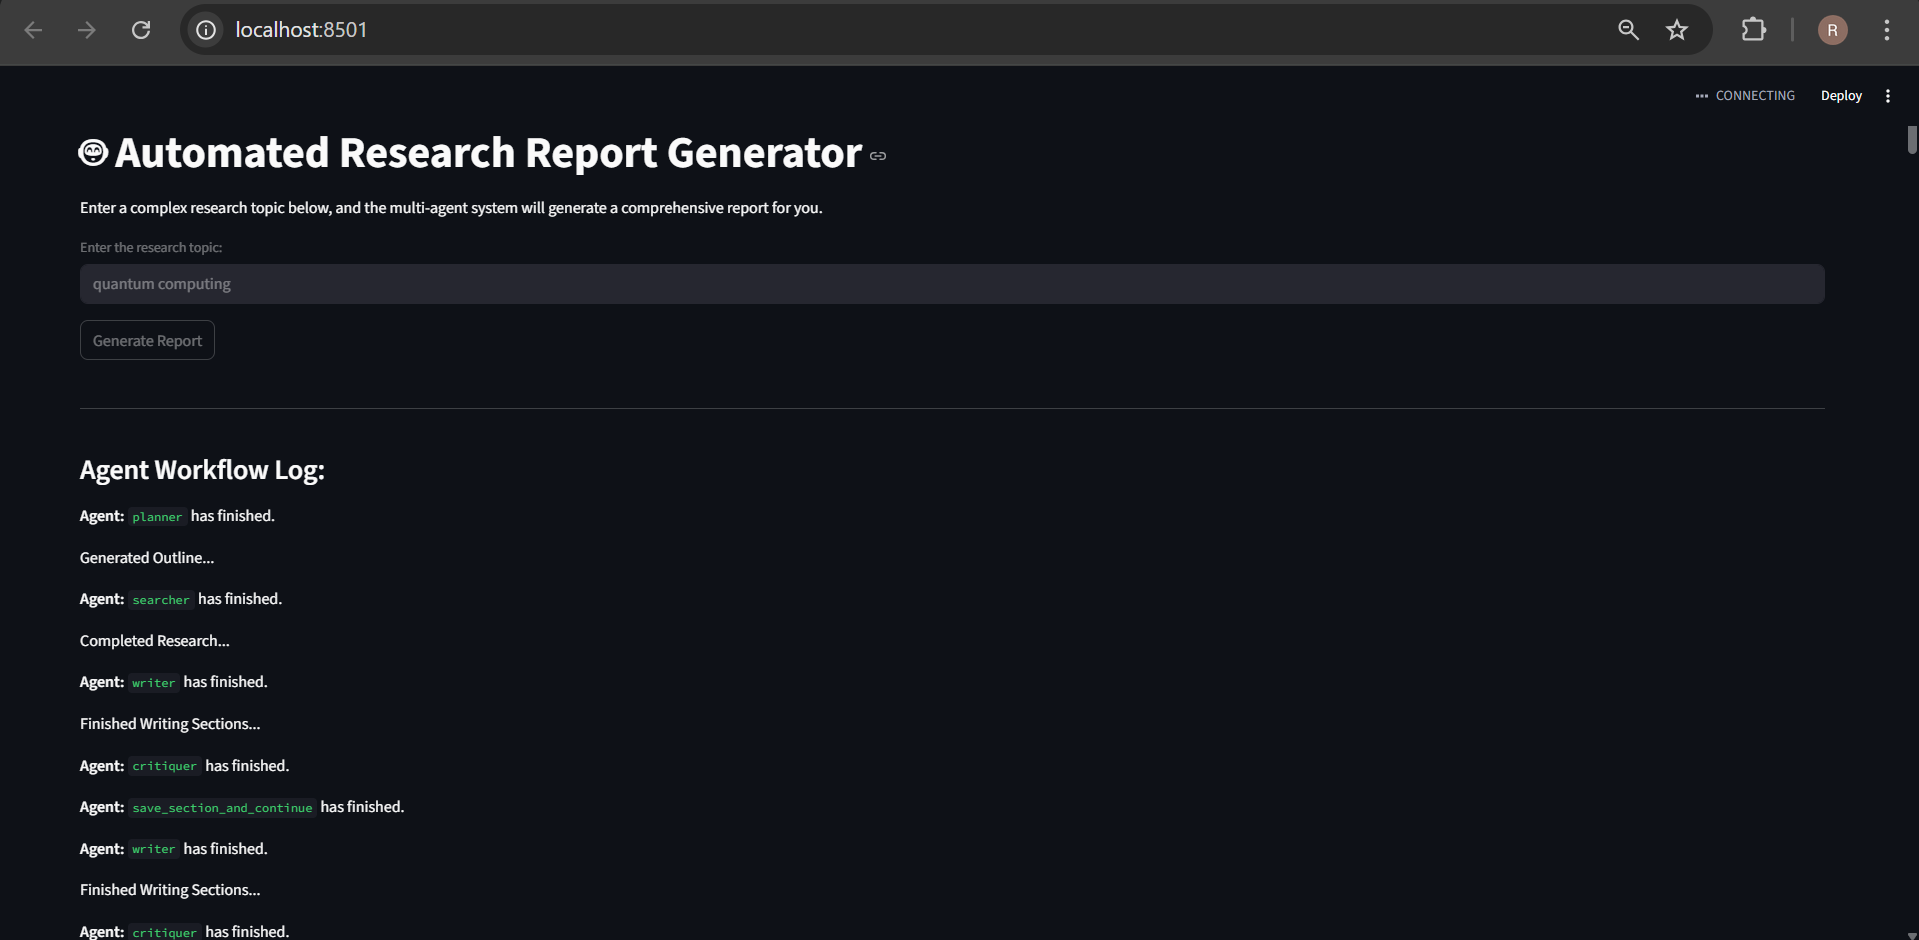 localhost:8501
R
CONNECTING
Deploy
Automated Research Report Generator
Enter a complex research topic below, and the multi-agent system will generate a comprehensive report for you.
Enter the research topic:
quantum computing
Generate Report
Agent Workflow Log:
Agent: planner has finished.
Generated Outline...
Agent: searcher has finished.
Completed Research...
Agent: writer has finished.
Finished Writing Sections...
Agent: critiquer has finished.
Agent: save_section_and_continue has finished.
Agent: writer has finished.
Finished Writing Sections...
Agent: critiquer has finished.